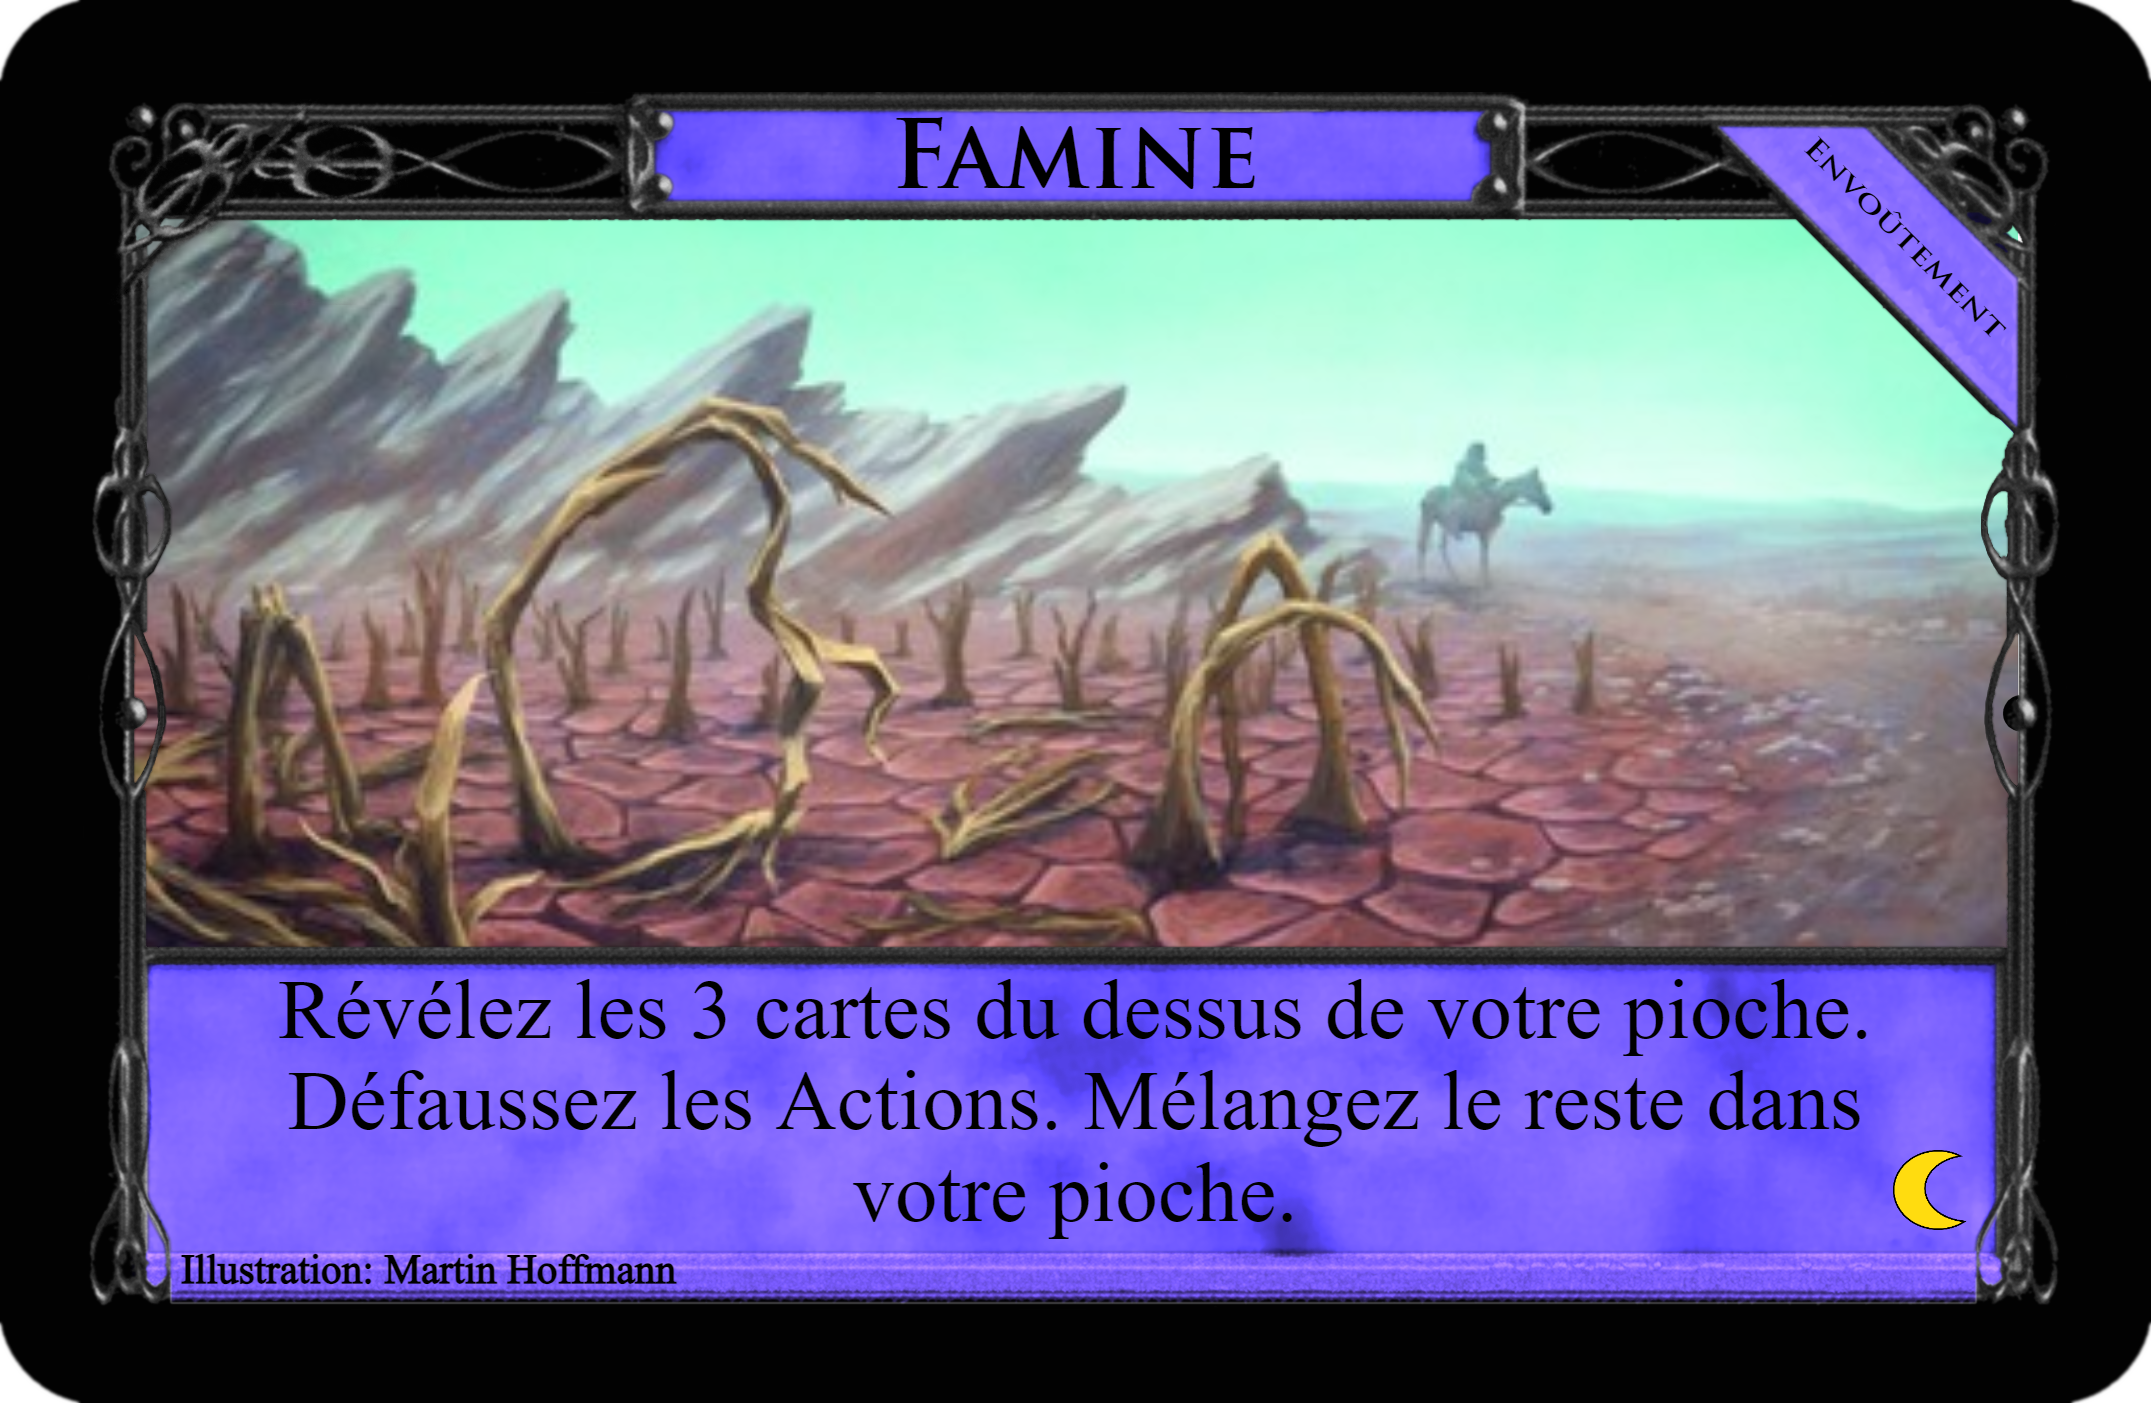 FAMINE
ENVOÛTEMENT
Révélez les 3 cartes du dessus de votre pioche.
Défaussez les Actions. Mélangez le reste dans
votre pioche.
Illustration: Martin Hoffmann